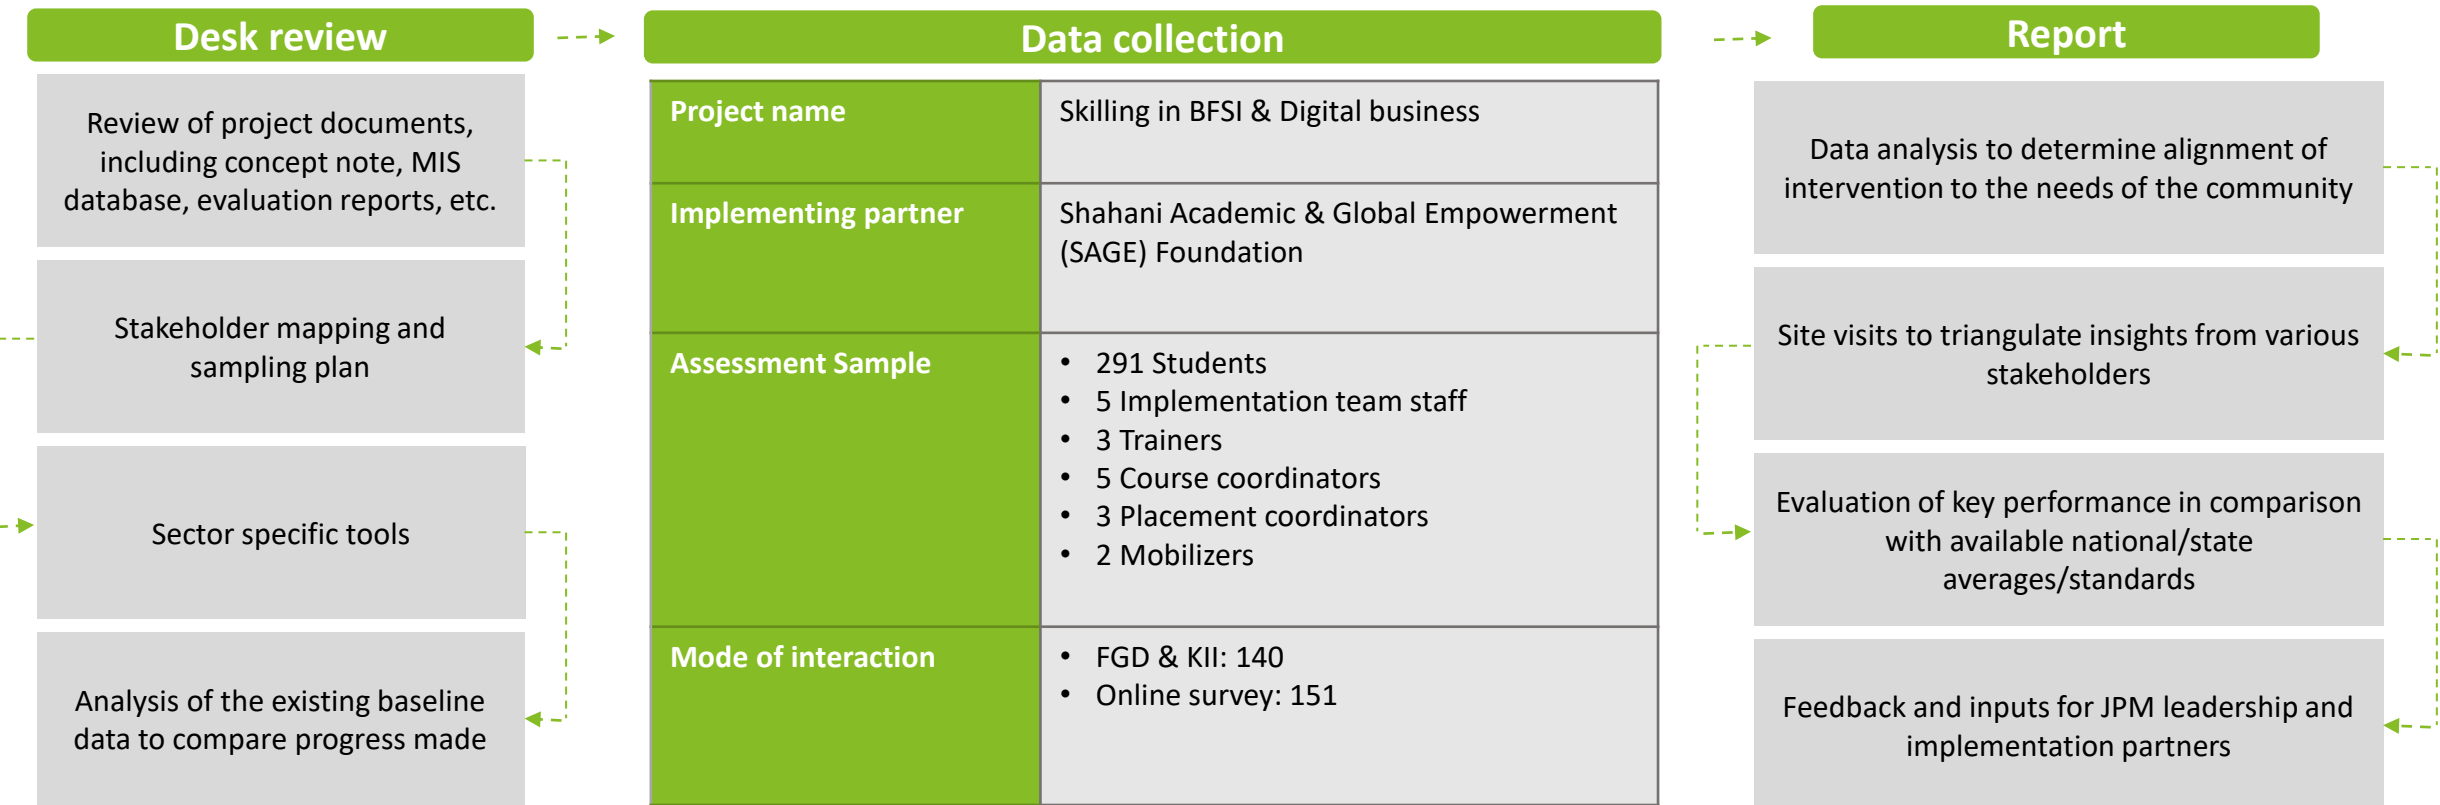 Desk review
Review of project documents,
including concept note, MIS
database, evaluation reports, etc.
Stakeholder mapping and
sampling plan
Sector specific tools
Analysis of the existing baseline
data to compare progress made
Data collection
Project name
Skilling in BFSI & Digital business
Implementing partner
Shahani Academic & Global Empowerment
(SAGE) Foundation
Assessment Sample
• 291 Students
• 5 Implementation team staff
• 3 Trainers
• 5 Course coordinators
• 3 Placement coordinators
• 2 Mobilizers
Mode of interaction
• FGD & KII: 140
• Online survey: 151
Report
Data analysis to determine alignment of
intervention to the needs of the community
Site visits to triangulate insights from various
stakeholders
Evaluation of key performance in comparison
with available national/state
averages/standards
Feedback and inputs for JPM leadership and
implementation partners